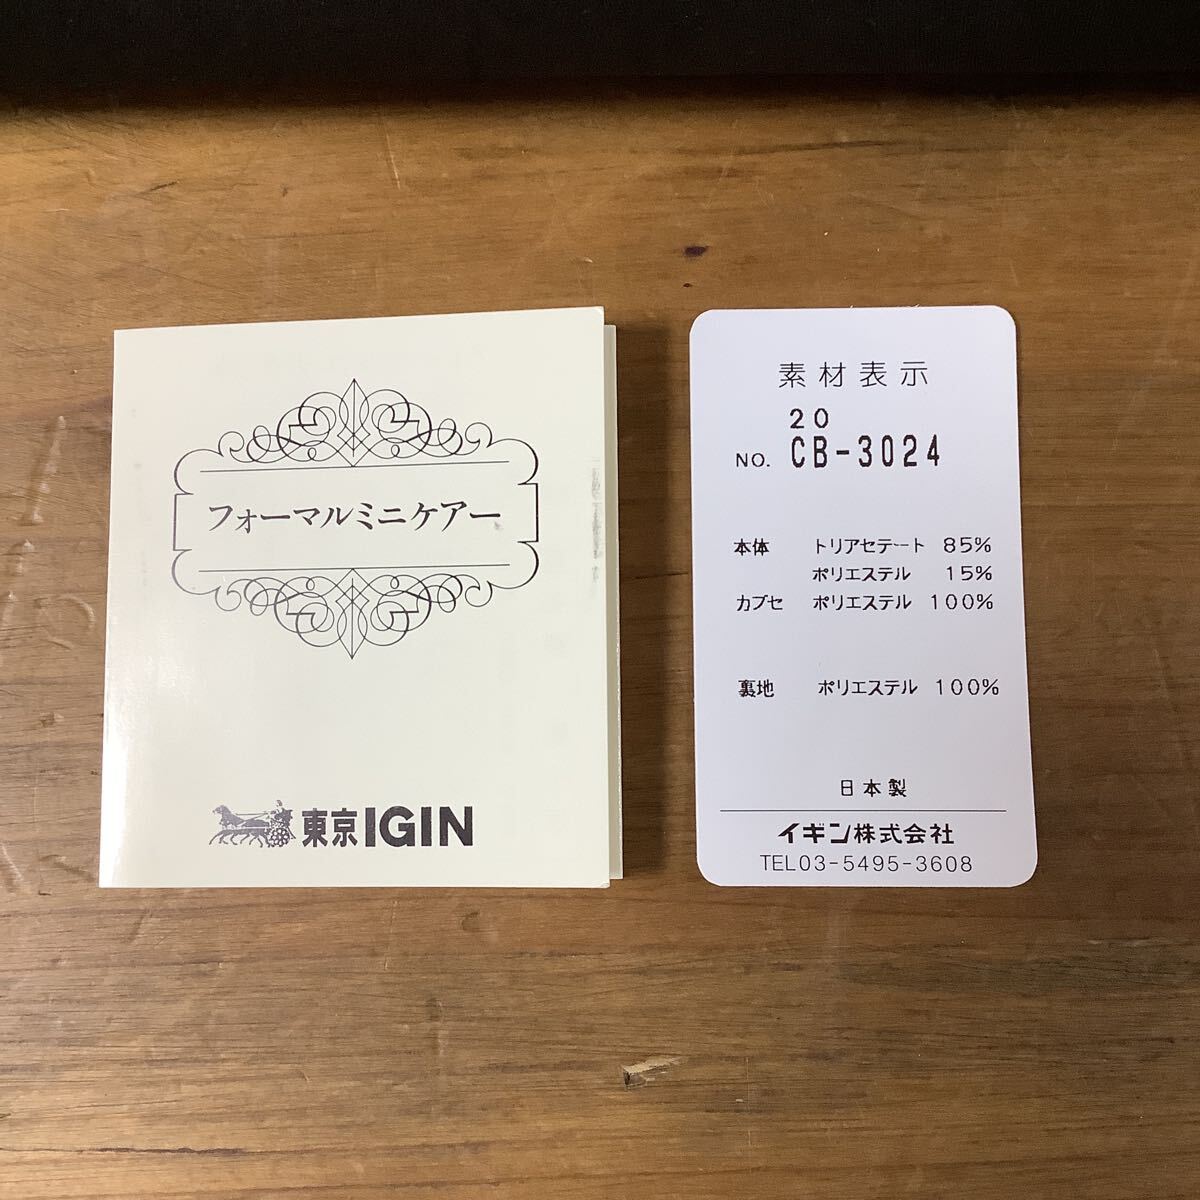 フォーマルミニケアー
東京IGIN
素材表示
20
NO. CB-3024
本体 トリアセテート 85%
ポリエステル 15%
カブセ ポリエステル 100%
裏地 ポリエステル 100%
日本製
イギン株式会社
TEL03-5495-3608